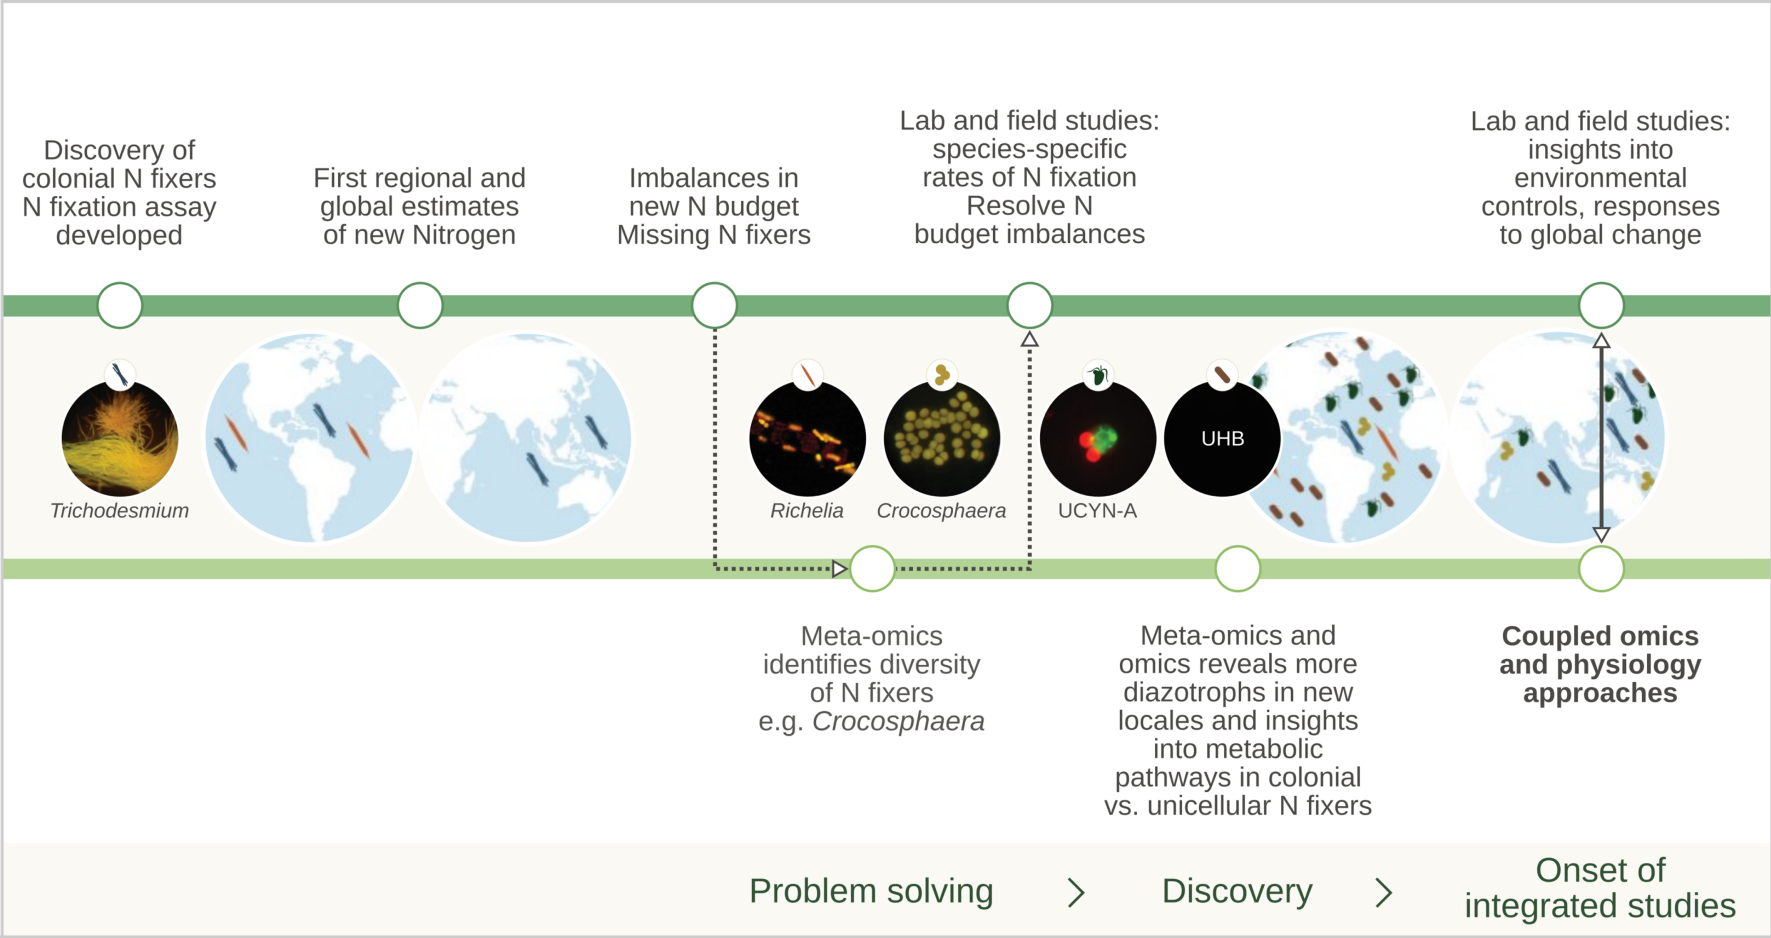 Discovery of
colonial N fixers
N fixation assay
developed
First regional and
global estimates
of new Nitrogen
Imbalances in
new N budget
Missing N fixers
Lab and field studies:
species-specific
rates of N fixation
Resolve N
budget imbalances
Lab and field studies:
insights into
environmental
controls, responses
to global change
Trichodesmium
Richelia
Crocosphaera
UCYN-A
UHB
Meta-omics
identifies diversity
of N fixers
e.g. Crocosphaera
Meta-omics and
omics reveals more
diazotrophs in new
locales and insights
into metabolic
pathways in colonial
vs. unicellular N fixers
Coupled omics
and physiology
approaches
Problem solving
Discovery
Onset of
integrated studies